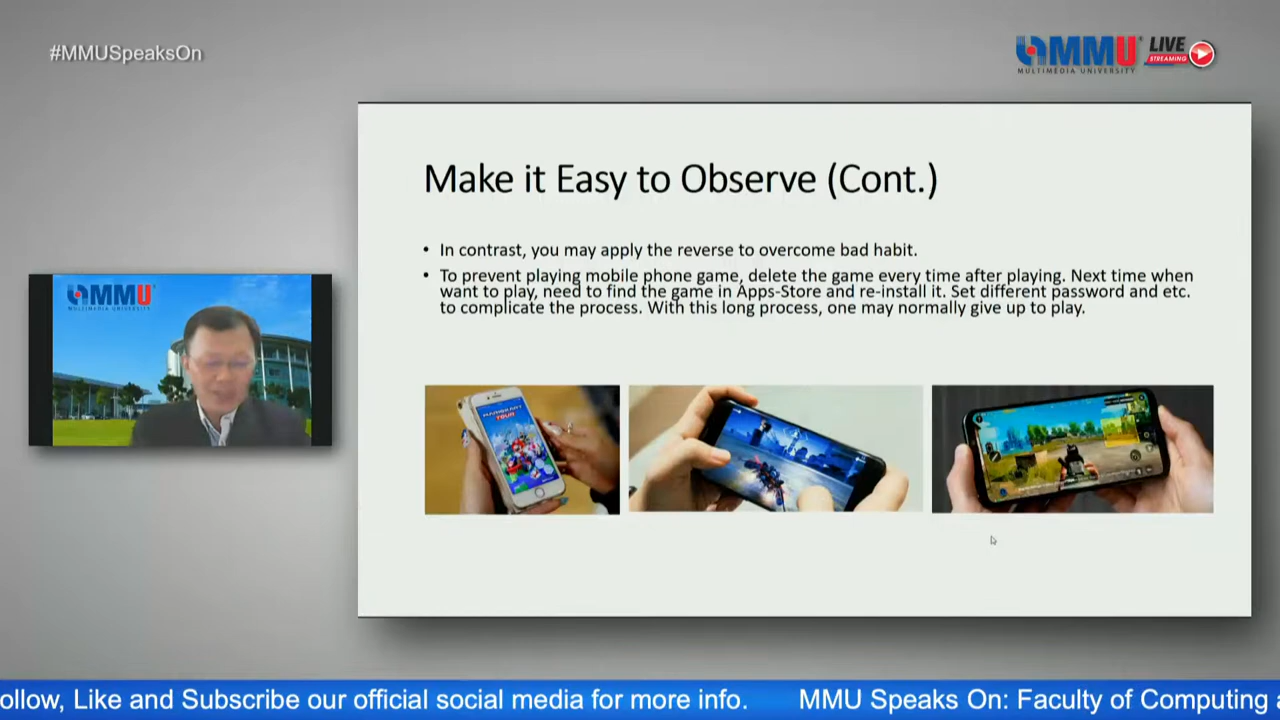 #MMUSpeaksOn
MMU LIVE
MULTIMEDIA UNIVERSITY STREAMING
Make it Easy to Observe (Cont.)
• In contrast, you may apply the reverse to overcome bad habit.
• To prevent playing mobile phone game, delete the game every time after playing. Next time when
want to play, need to find the game in Apps-Store and re-install it. Set different password and etc.
to complicate the process. With this long process, one may normally give up to play.
MMU
MULTIMEDIA UNIVERSITY
MARIOKART
TOUR
ollow, Like and Subscribe our official social media for more info. MMU Speaks On: Faculty of Computing a